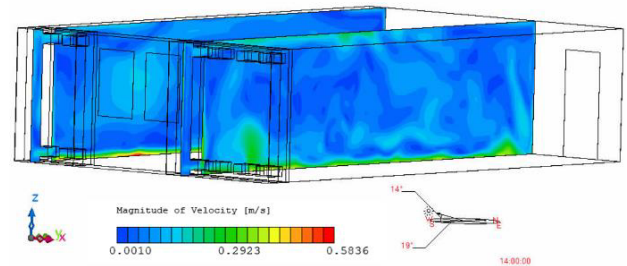 Z
Y
X
Magnitude of Velocity [m/s]
0.0010 0.2923 0.5836
14°
S
N
E
19°
14:00:00